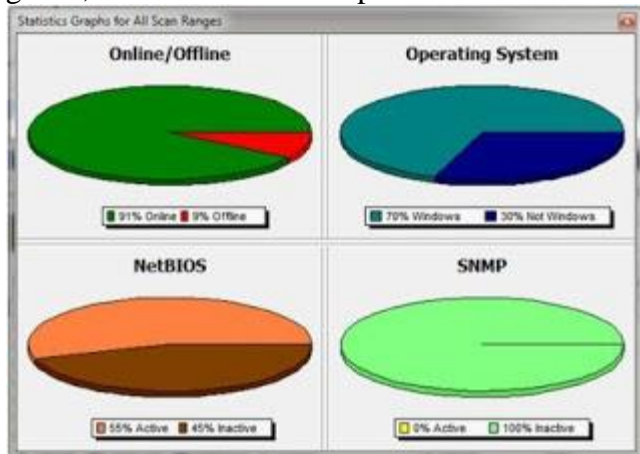 Statistics Graphs for All Scan Ranges
Online/Offline
91% Online 9% Offline
Operating System
70% Windows 30% Not Windows
NetBIOS
55% Active 45% Inactive
SNMP
0% Active 100% Inactive